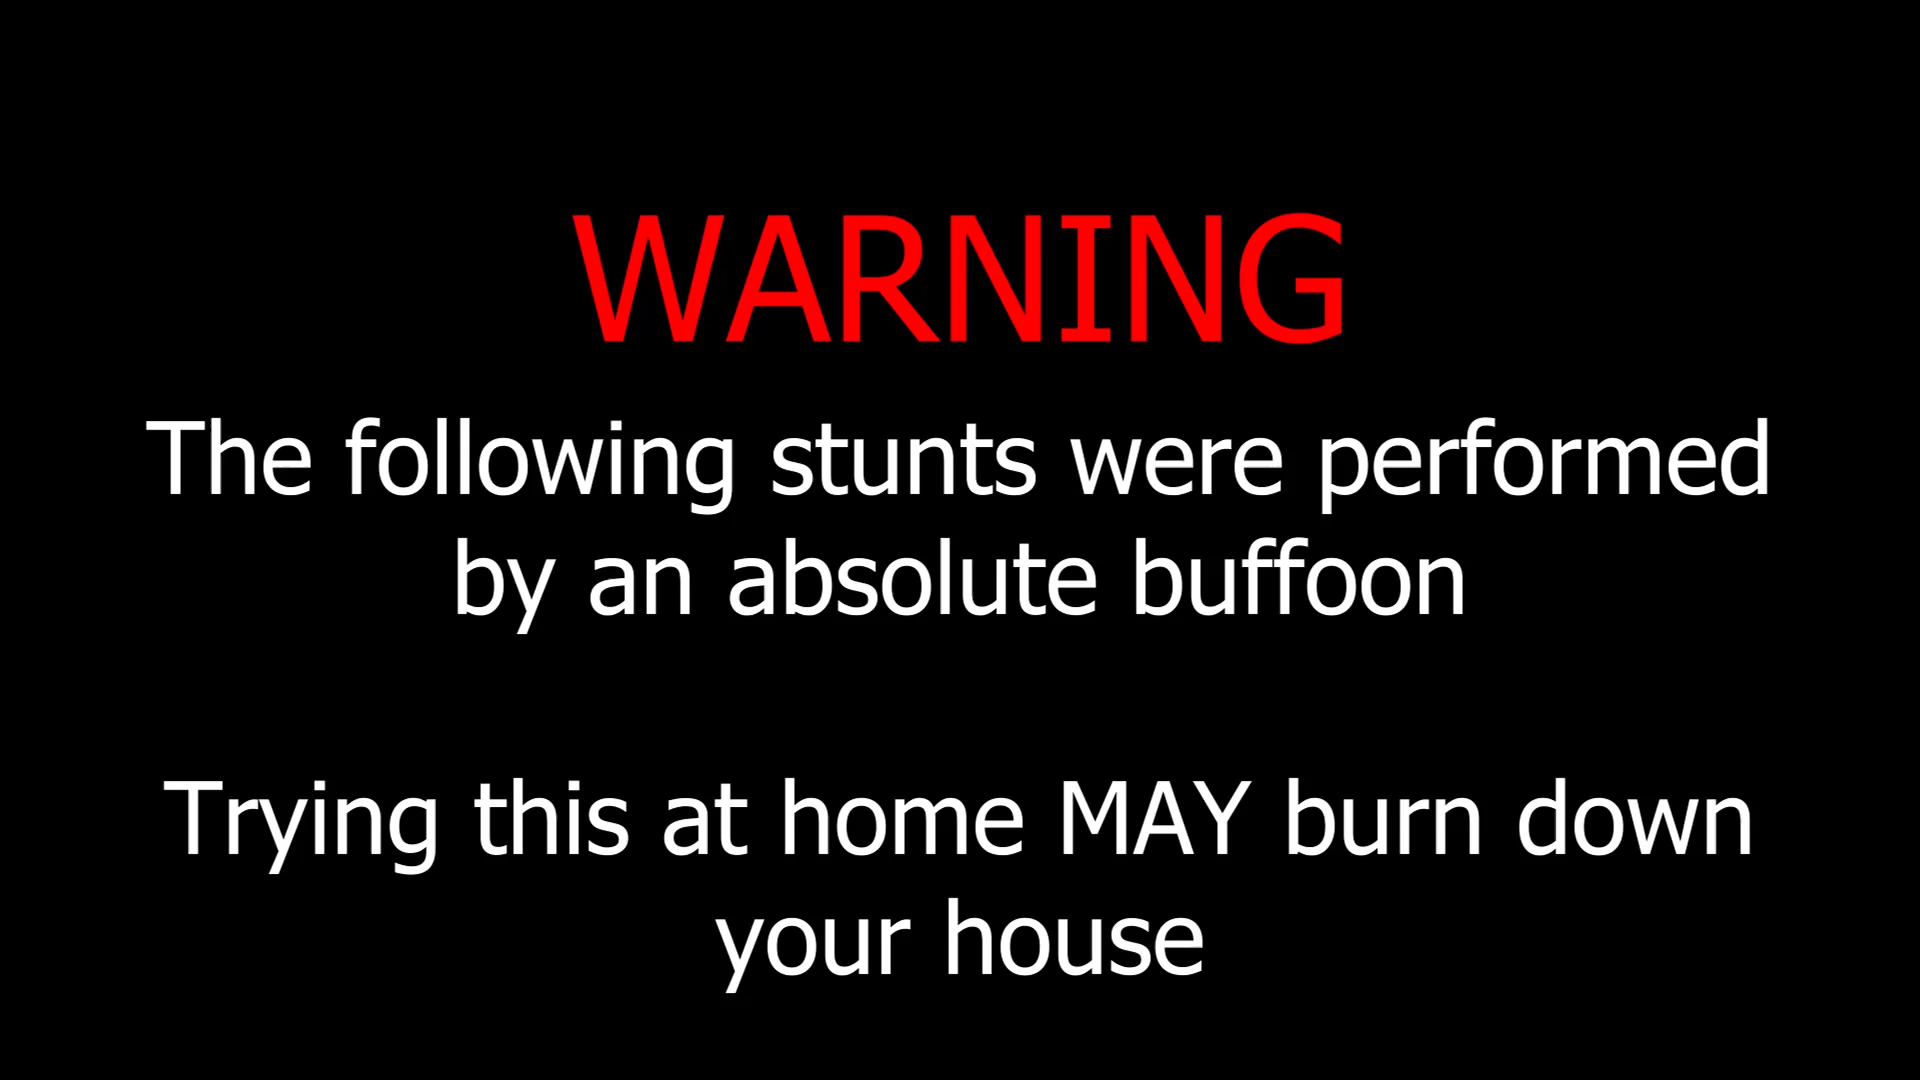 WARNING
The following stunts were performed
by an absolute buffoon
Trying this at home MAY burn down
your house